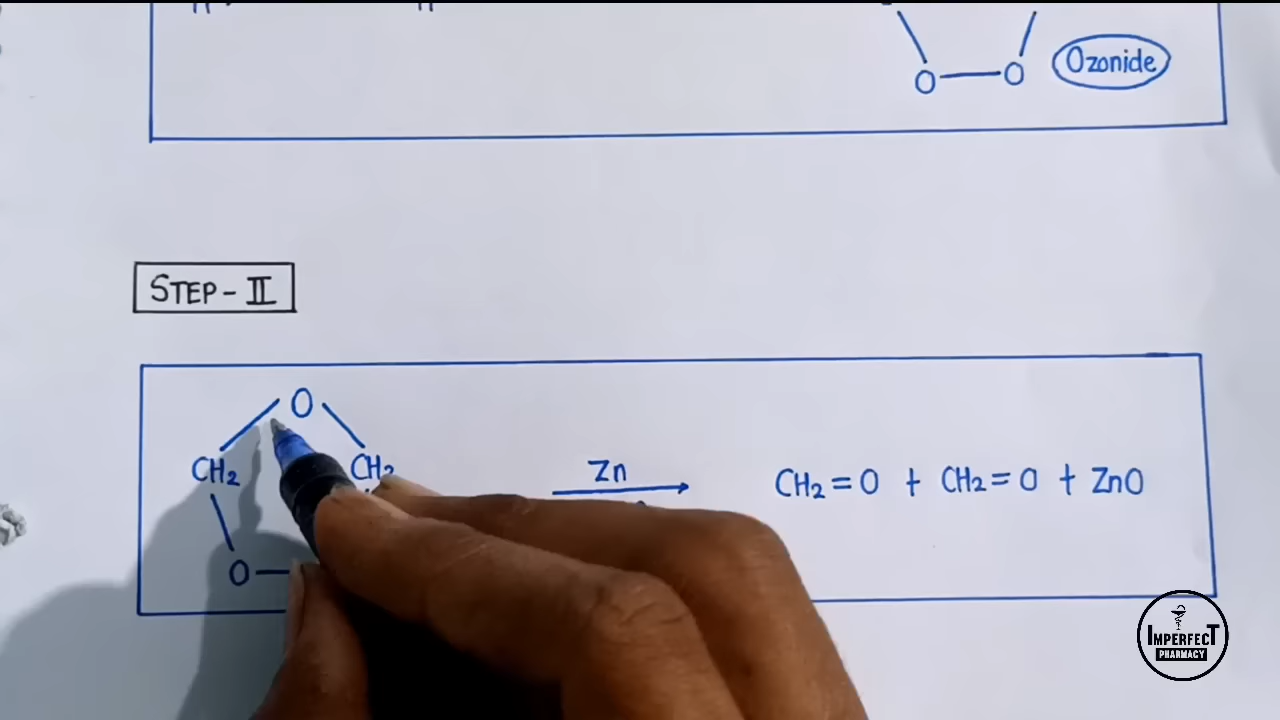 O — O Ozonide
STEP - II
O
CH₂ CH₂
Zn
CH₂ = O + CH₂ = O + ZnO
O —
IMPERFECT
PHARMACY